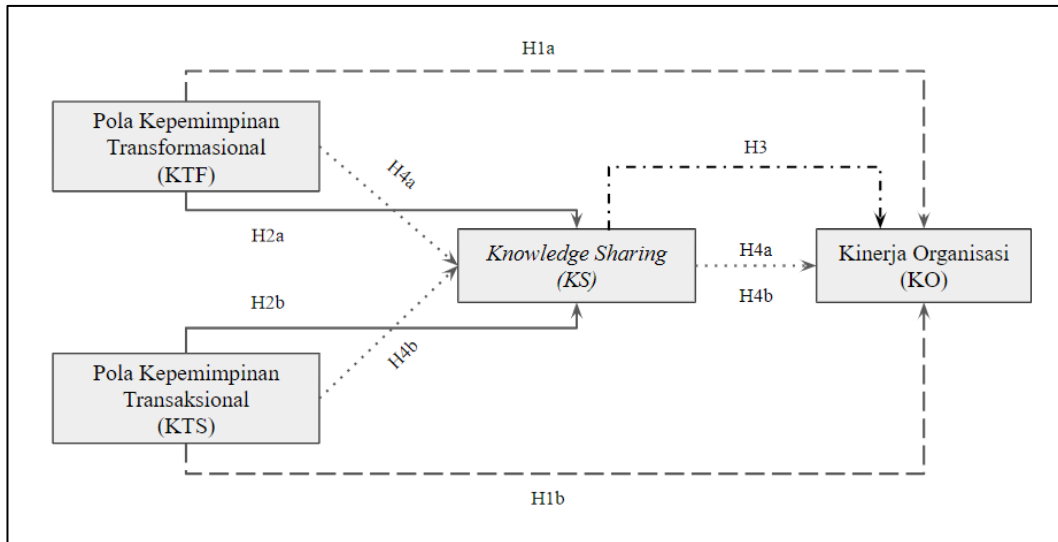 H1a
Pola Kepemimpinan
Transformasional
(KTF)
H4a
H3
H2a
Knowledge Sharing
(KS)
H4a
H4b
Kinerja Organisasi
(KO)
H2b
H4b
Pola Kepemimpinan
Transaksional
(KTS)
H1b